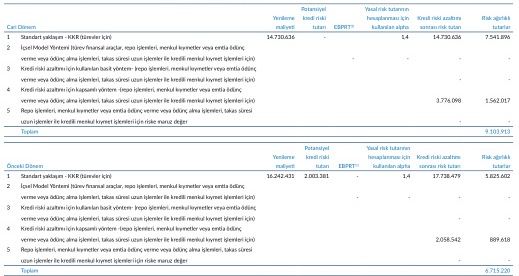 Potansiyel Yasal risk tutarının
Yenileme kredi riski hesaplanması için Kredi riski azaltımı Risk ağırlıklı
Cari Dönem maliyeti tutarı EBPRT⁽¹⁾ kullanılan alpha sonrası risk tutarı tutarlar
1 Standart yaklaşım - KKR (türevler için) 14.730.636 - 1,4 14.730.636 7.541.896
2 İçsel Model Yöntemi (türev finansal araçlar, repo işlemleri, menkul kıymetler veya emtia ödünç
verme veya ödünç alma işlemleri, takas süresi uzun işlemler ile kredili menkul kıymet işlemleri için) - - - -
3 Kredi riski azaltımı için kullanılan basit yöntem- (repo işlemleri, menkul kıymetler veya emtia ödünç
verme veya ödünç alma işlemleri, takas süresi uzun işlemler ile kredili menkul kıymet işlemleri için) - -
4 Kredi riski azaltımı için kapsamlı yöntem -(repo işlemleri, menkul kıymetler veya emtia ödünç
verme veya ödünç alma işlemleri, takas süresi uzun işlemler ile kredili menkul kıymet işlemleri için) 3.776.098 1.562.017
5 Repo işlemleri, menkul kıymetler veya emtia ödünç verme veya ödünç alma işlemleri, takas süresi
uzun işlemler ile kredili menkul kıymet işlemleri için riske maruz değer - -
Toplam 9.103.913
Potansiyel Yasal risk tutarının
Yenileme kredi riski hesaplanması için Kredi riski azaltımı Risk ağırlıklı
Önceki Dönem maliyeti tutarı EBPRT⁽¹⁾ kullanılan alpha sonrası risk tutarı tutarlar
1 Standart yaklaşım - KKR (türevler için) 16.242.431 2.003.381 - 1,4 17.738.479 5.825.602
2 İçsel Model Yöntemi (türev finansal araçlar, repo işlemleri, menkul kıymetler veya emtia ödünç
verme veya ödünç alma işlemleri, takas süresi uzun işlemler ile kredili menkul kıymet işlemleri için) - - - -
3 Kredi riski azaltımı için kullanılan basit yöntem- (repo işlemleri, menkul kıymetler veya emtia ödünç
verme veya ödünç alma işlemleri, takas süresi uzun işlemler ile kredili menkul kıymet işlemleri için) - -
4 Kredi riski azaltımı için kapsamlı yöntem -(repo işlemleri, menkul kıymetler veya emtia ödünç
verme veya ödünç alma işlemleri, takas süresi uzun işlemler ile kredili menkul kıymet işlemleri için) 2.058.542 889.618
5 Repo işlemleri, menkul kıymetler veya emtia ödünç verme veya ödünç alma işlemleri, takas süresi
uzun işlemler ile kredili menkul kıymet işlemleri için riske maruz değer - -
Toplam 6.715.220